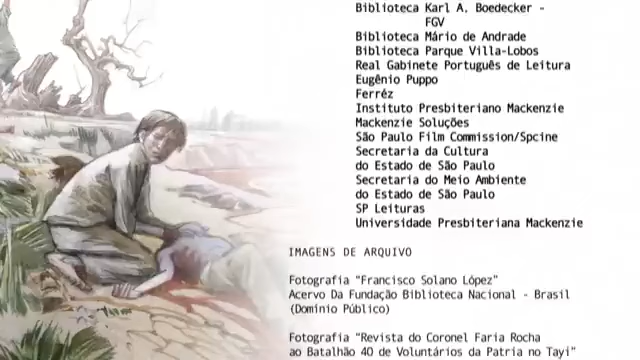 Biblioteca Karl A. Boedecker -
FGV
Biblioteca Mário de Andrade
Biblioteca Parque Villa-Lobos
Real Gabinete Português de Leitura
Eugênio Puppo
Ferréz
Instituto Presbiteriano Mackenzie
Mackenzie Soluções
São Paulo Film Commission/Spcine
Secretaria da Cultura
do Estado de São Paulo
Secretaria do Meio Ambiente
do Estado de São Paulo
SP Leituras
Universidade Presbiteriana Mackenzie
IMAGENS DE ARQUIVO
Fotografia "Francisco Solano López"
Acervo Da Fundação Biblioteca Nacional - Brasil
(Domínio Público)
Fotografia "Revista do Coronel Faria Rocha
ao Batalhão 40 de Voluntários da Patria no Tayi"